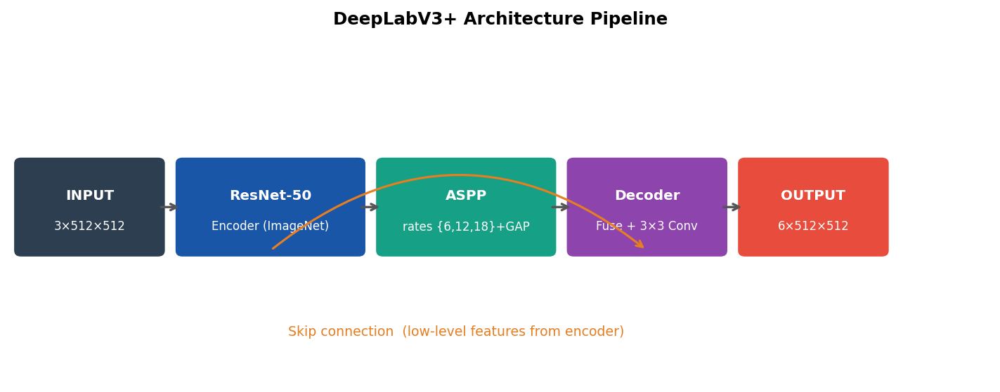 DeepLabV3+ Architecture Pipeline
INPUT
3×512×512
ResNet-50
Encoder (ImageNet)
ASPP
rates {6,12,18}+GAP
Decoder
Fuse + 3×3 Conv
OUTPUT
6×512×512
Skip connection  (low-level features from encoder)